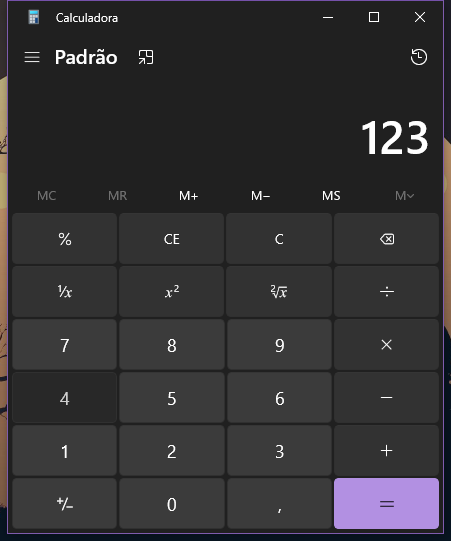 Calculadora
Padrão
123
MC MR M+ M− MS M
% CE C
¹/x x² ²√x ÷
7 8 9 ×
4 5 6 −
1 2 3 +
+/− 0 , =